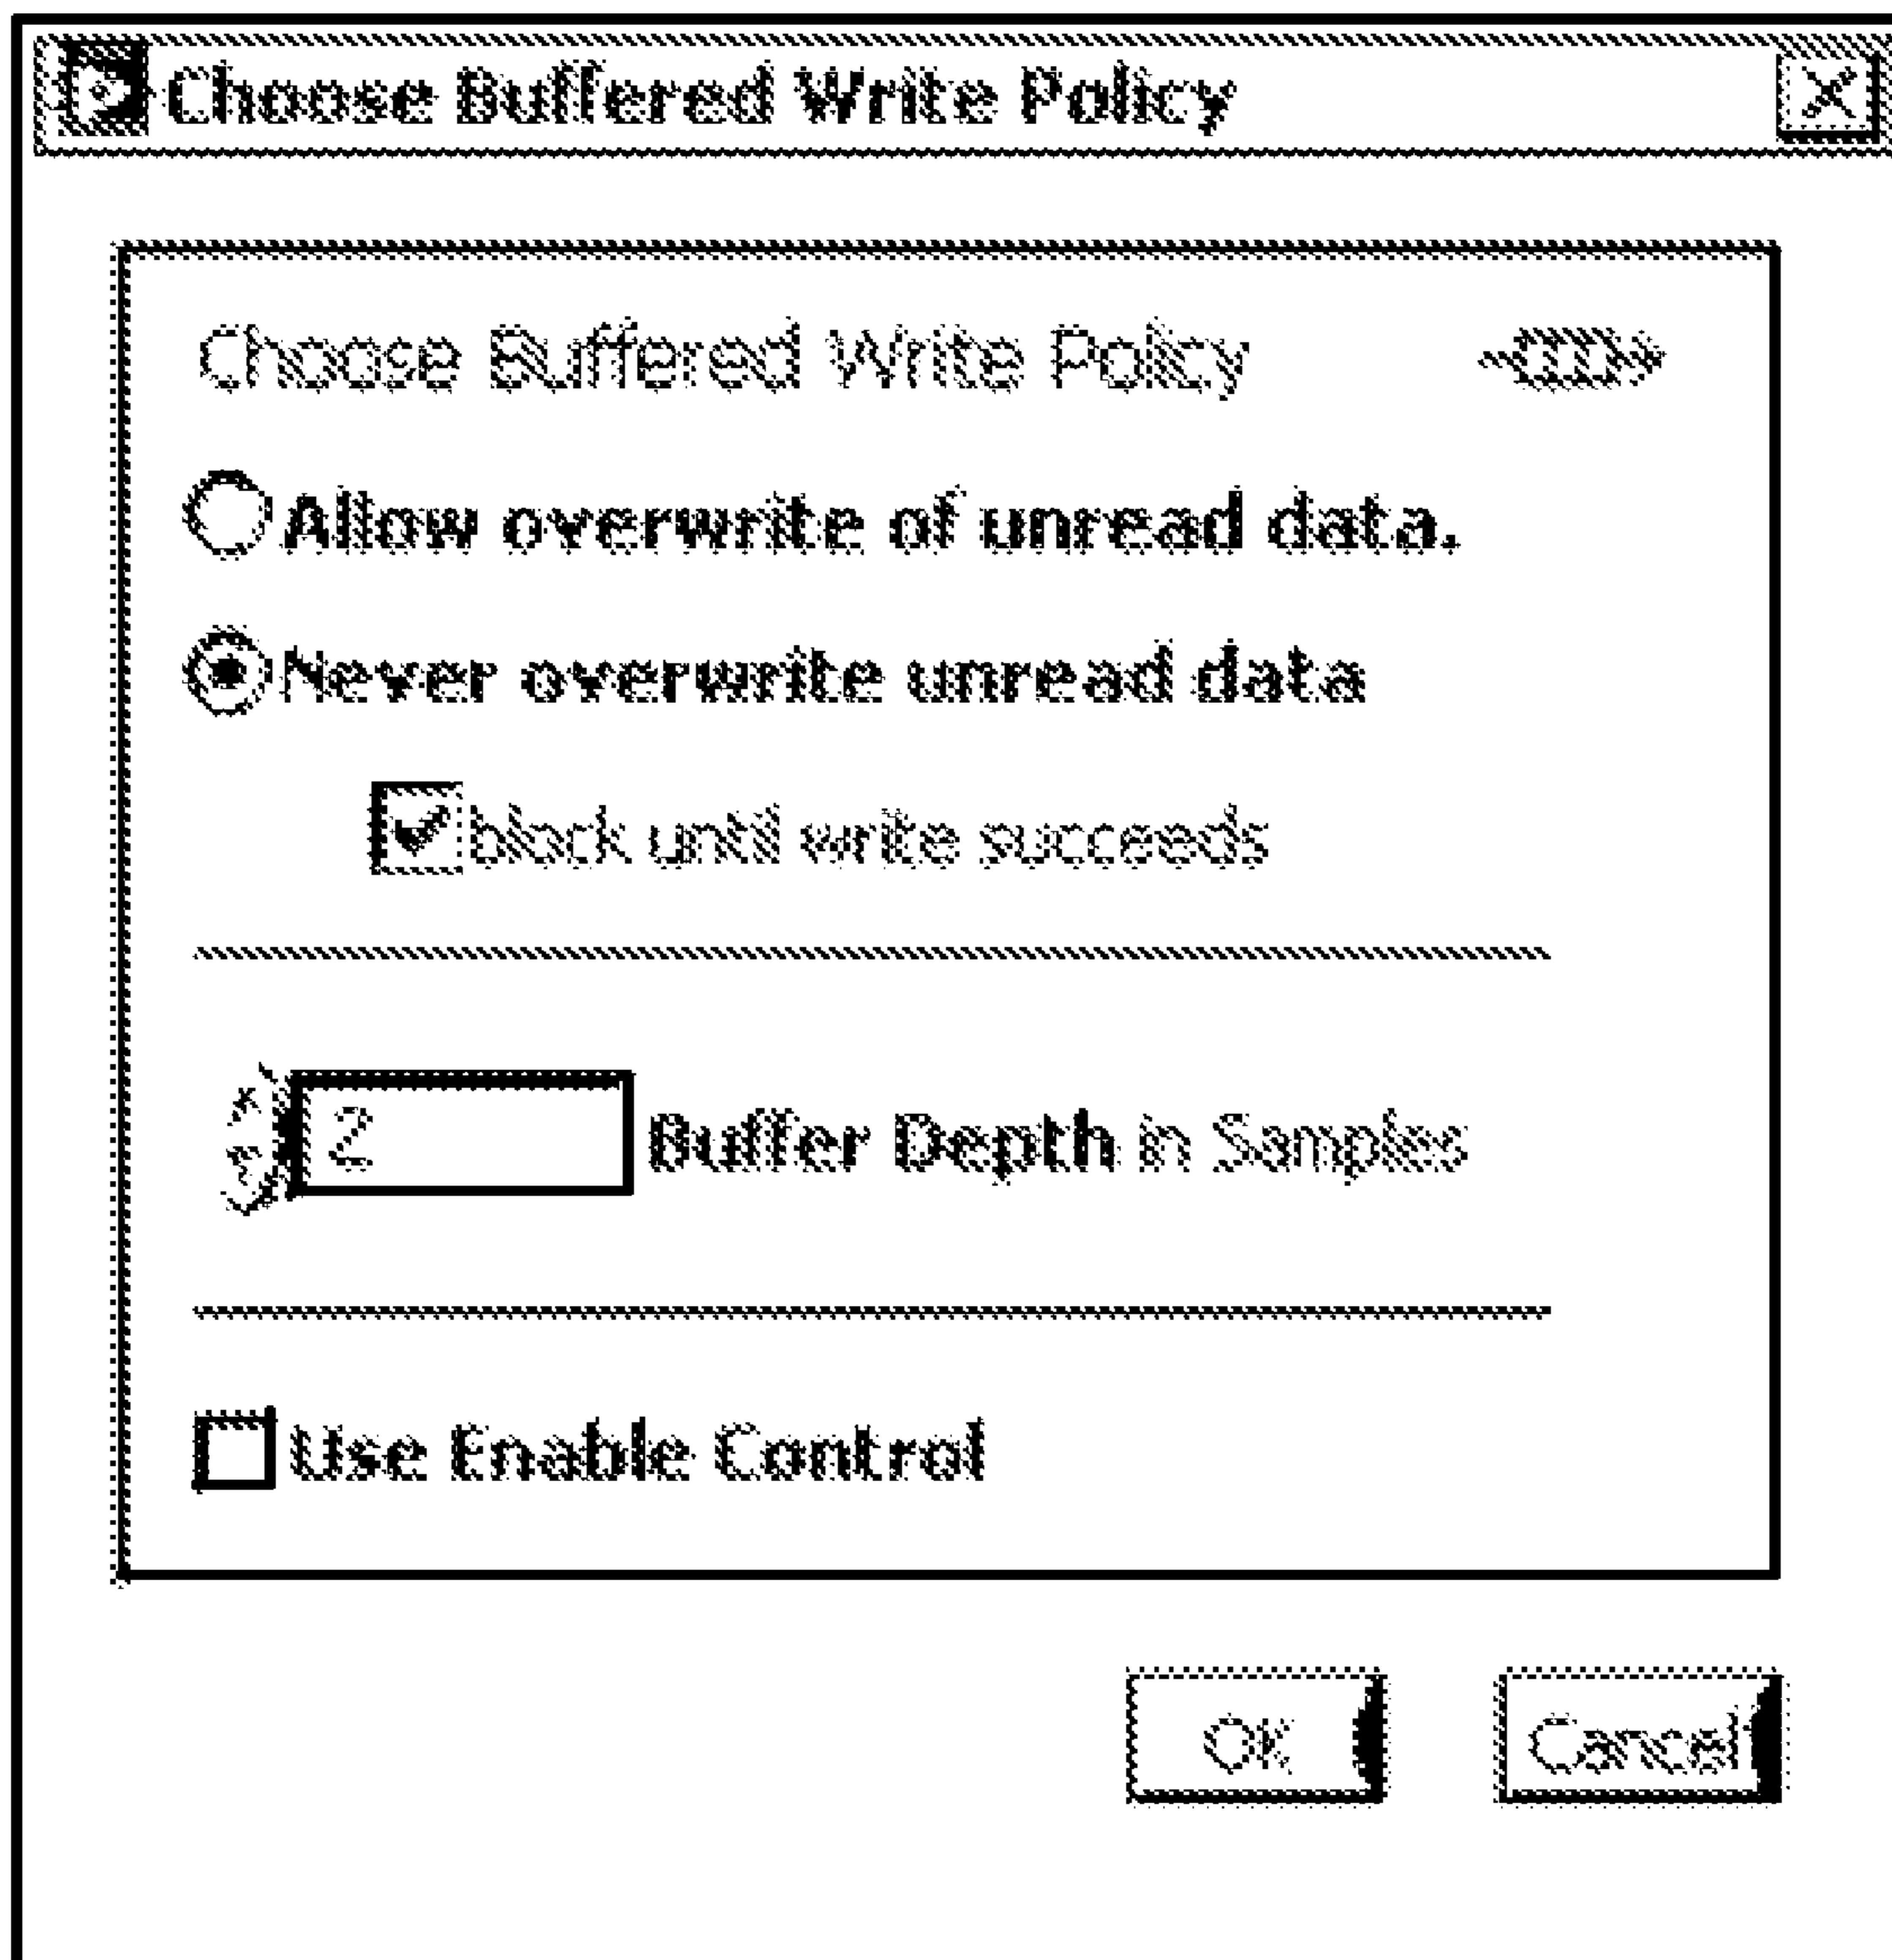 Choose Buffered Write Policy
Choose Buffered Write Policy
Allow overwrite of unread data.
Never overwrite unread data
block until write succeeds
2 Buffer Depth in Samples
Use Enable Control
OK Cancel